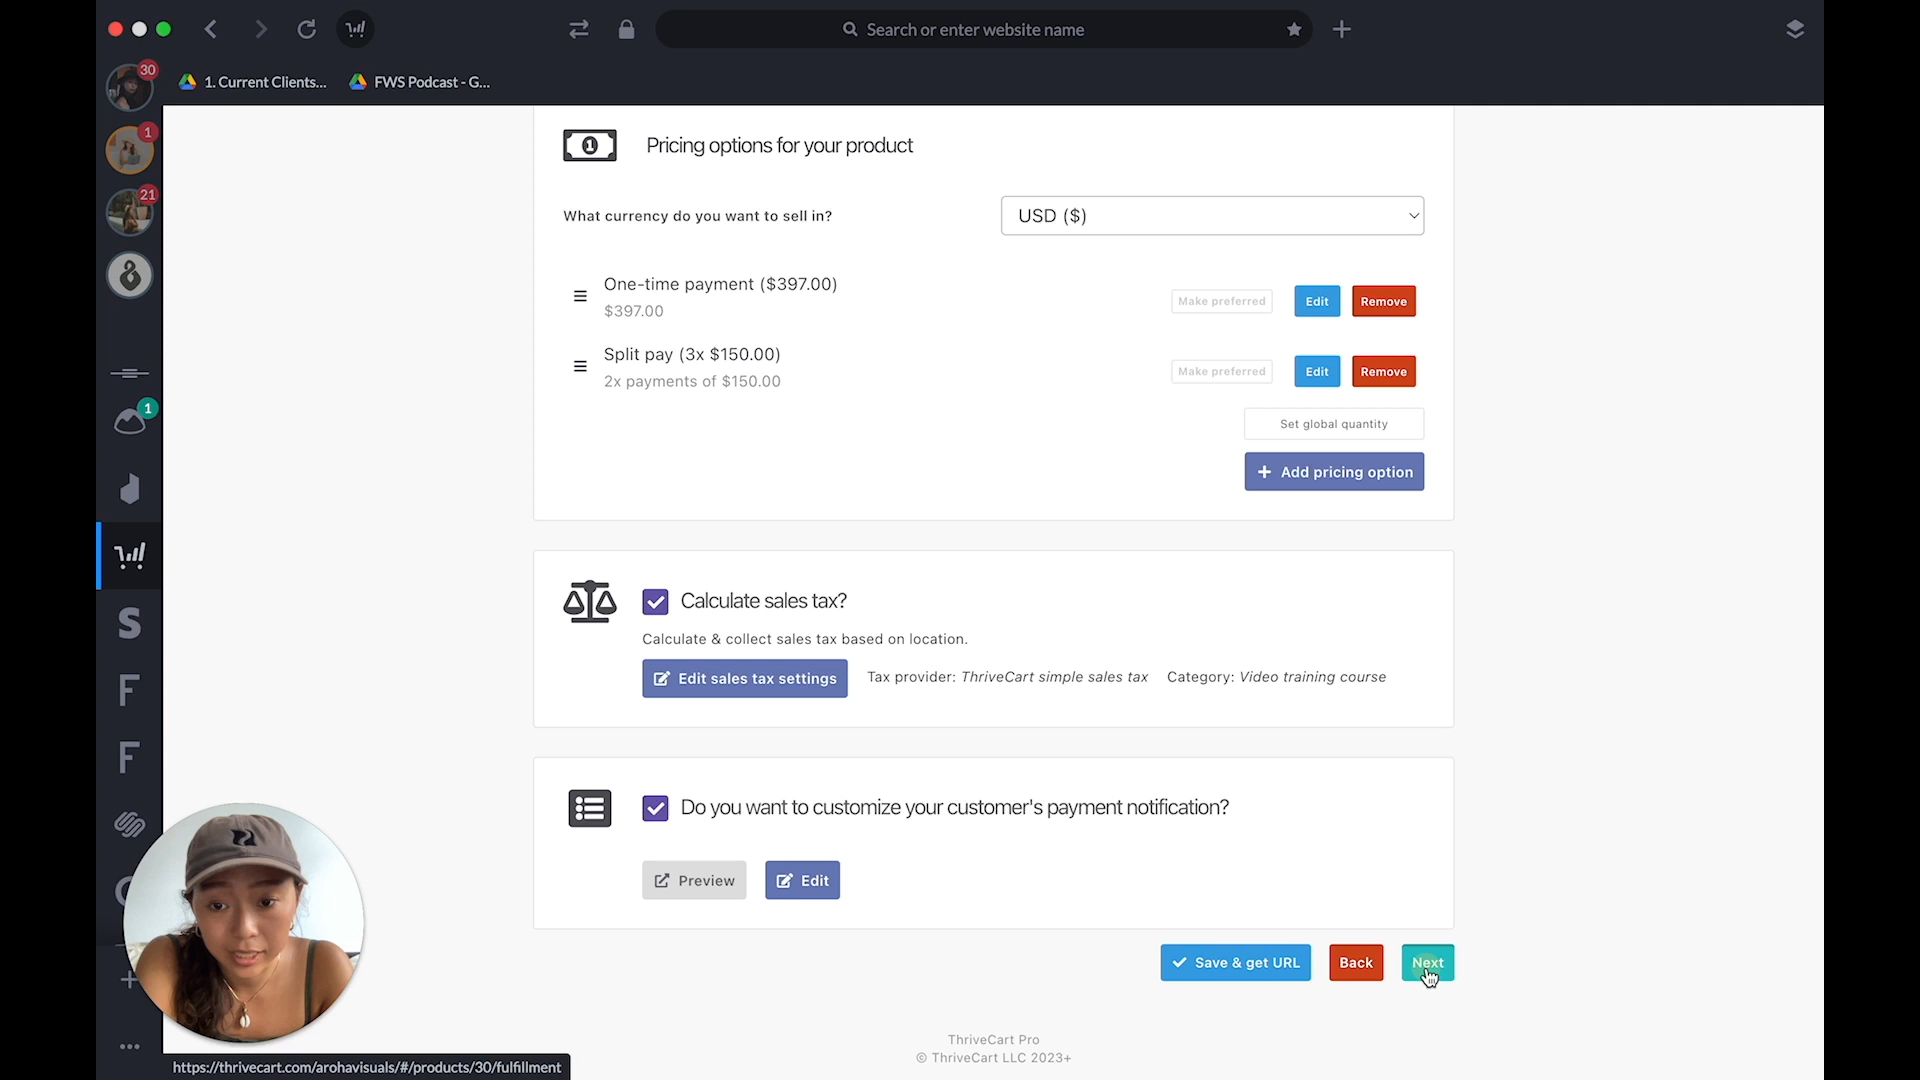 Search or enter website name
30
1. Current Clients...
FWS Podcast - G...
1
21
1
S
F
F
Pricing options for your product
What currency do you want to sell in?
USD ($)
One-time payment ($397.00)
$397.00
Make preferred
Edit
Remove
Split pay (3x $150.00)
2x payments of $150.00
Make preferred
Edit
Remove
Set global quantity
+ Add pricing option
Calculate sales tax?
Calculate & collect sales tax based on location.
Edit sales tax settings
Tax provider: ThriveCart simple sales tax
Category: Video training course
Do you want to customize your customer's payment notification?
Preview
Edit
Save & get URL
Back
Next
ThriveCart Pro
© ThriveCart LLC 2023+
https://thrivecart.com/arohavisuals/#/products/30/fulfillment